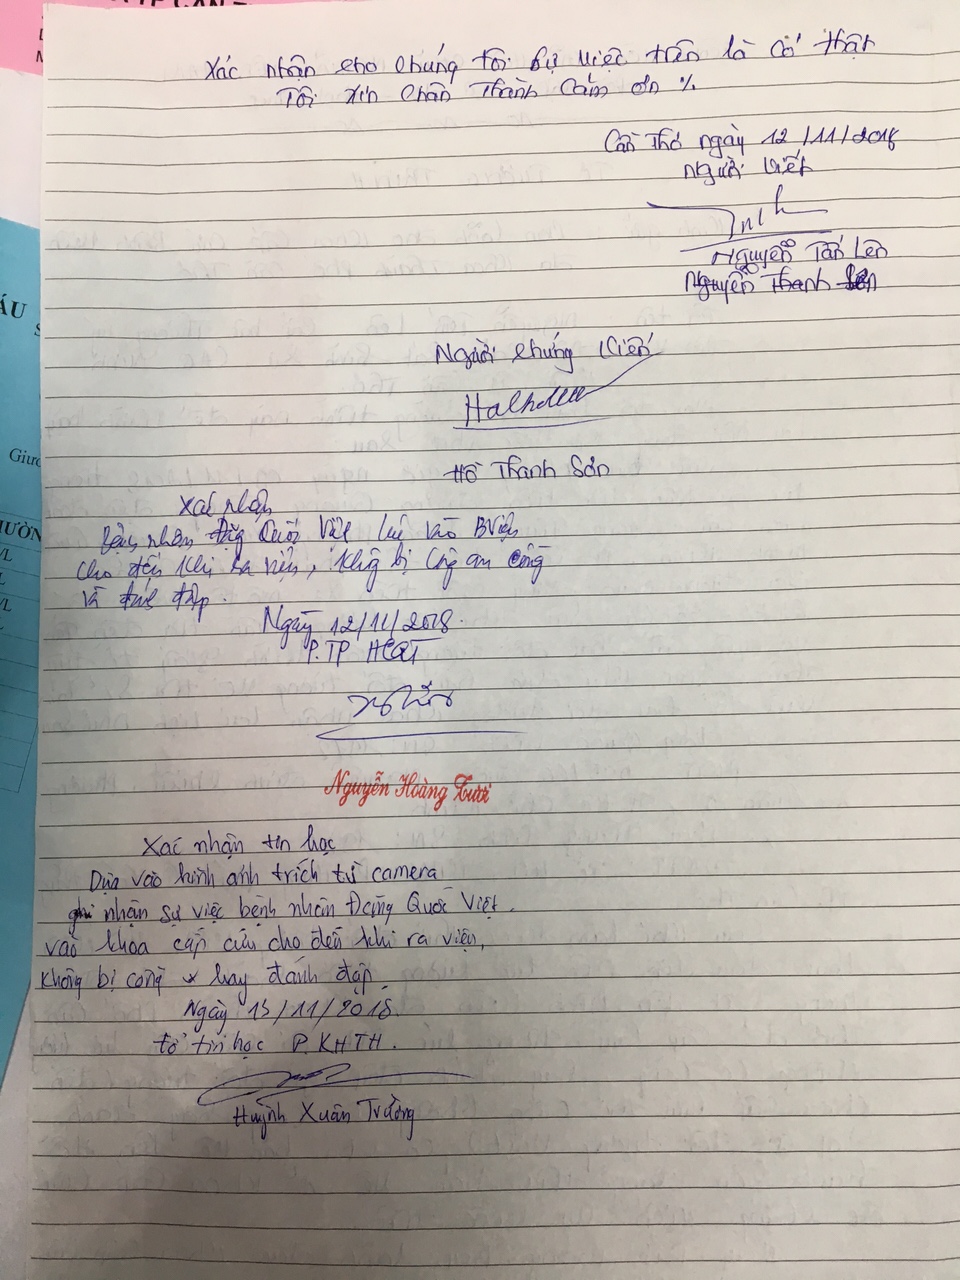 Xác nhận cho chúng tôi sự việc trên là có thật
Tôi xin chân thành cám ơn %
Cần Thơ ngày 12/11/2018
Người viết
Nguyễn Tấn Lên
Nguyễn Thanh
Người chứng kiến
Hồ Thanh Sơn
Xác nhận
Bệnh nhân Đặng Quốc Việt lúc vào BViện
cho đến khi ra viện, không bị công an còng
và đánh đập.
Ngày 12/11/2018.
P.TP HCQT
Nguyễn Hoàng Tươi
Xác nhận tin học
Dựa vào hình ảnh trích từ camera
ghi nhận sự việc bệnh nhân Đặng Quốc Việt.
vào khoa cấp cứu cho đến khi ra viện,
không bị còng hay đánh đập.
Ngày 13/11/2018.
tổ tin học P. KHTH.
Huỳnh Xuân Trường
ÁU
Giườ